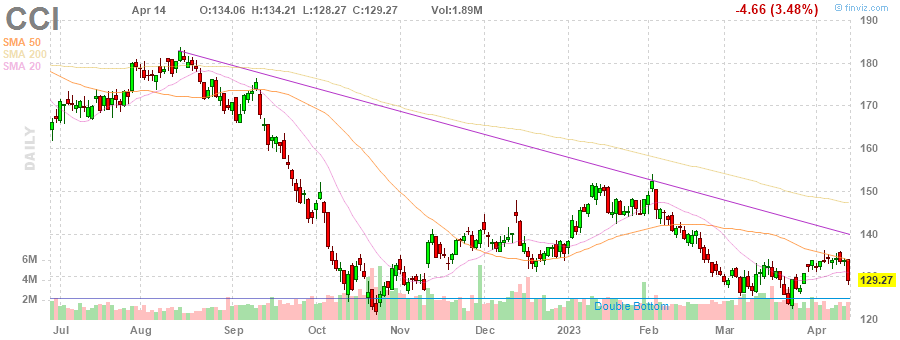 CCI Apr 14 O:134.06 H:134.21 L:128.27 C:129.27 Vol:1.89M -4.66 (3.48%) © finviz.com
SMA 50
SMA 200
SMA 20
DAILY
190
180
170
160
150
140
130
129.27
120
6M
4M
2M
Double Bottom
Jul Aug Sep Oct Nov Dec 2023 Feb Mar Apr